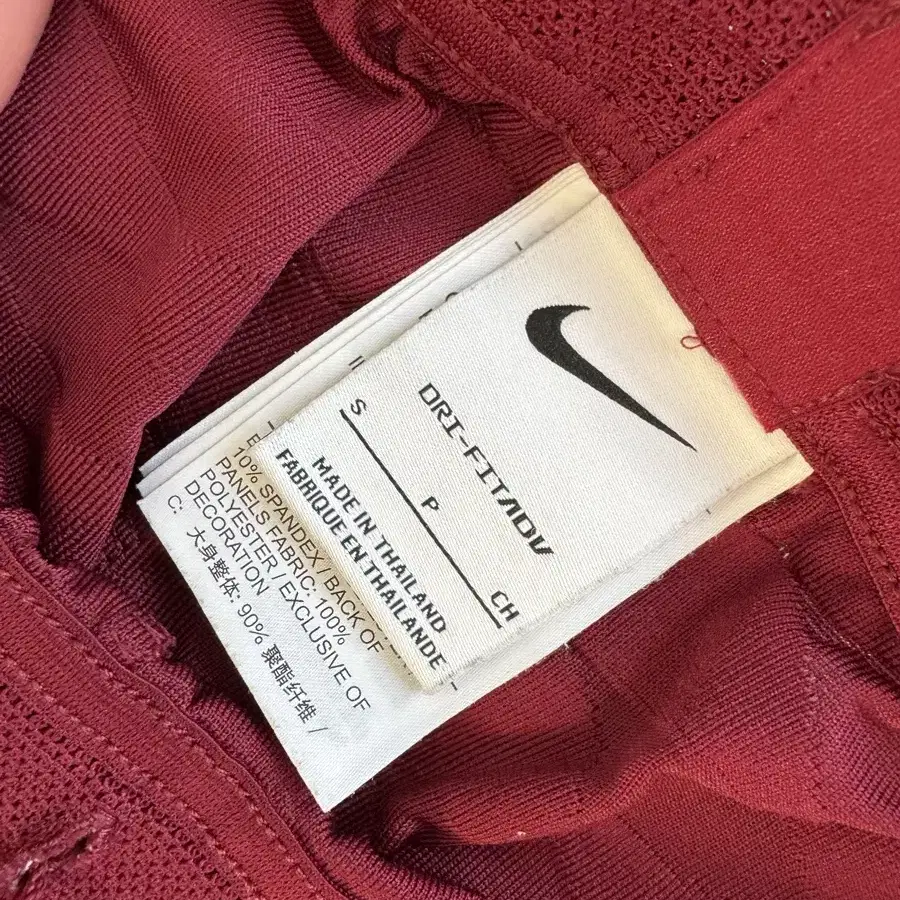 DRI-FIT ADV
S P CH
MADE IN THAILAND
FABRIQUE EN THAILANDE
10% SPANDEX / BACK OF
PANELS FABRIC: 100%
POLYESTER / EXCLUSIVE OF
DECORATION
C: 大身整体: 90% 聚酯纤维 /